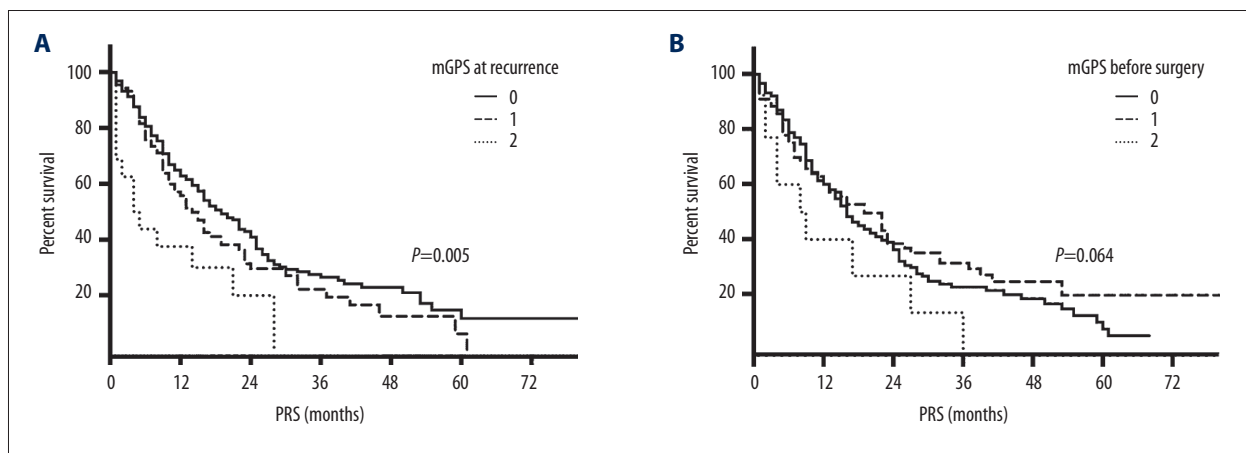 A
mGPS at recurrence
0
1
2
100
80
60
40
20
Percent survival
P=0.005
0 12 24 36 48 60 72
PRS (months)
B
mGPS before surgery
0
1
2
100
80
60
40
20
Percent survival
P=0.064
0 12 24 36 48 60 72
PRS (months)